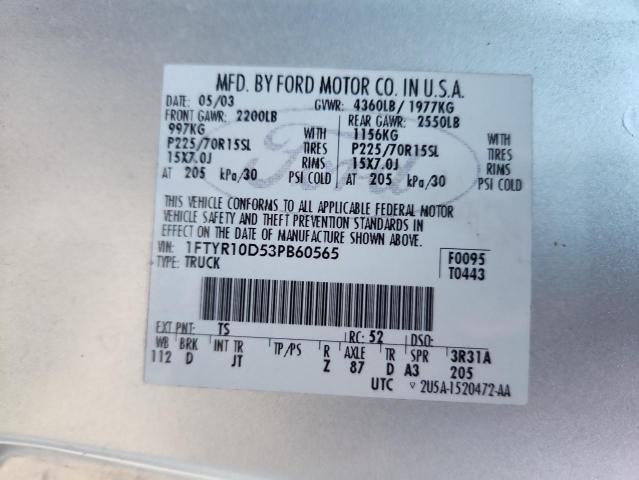 MFD. BY FORD MOTOR CO. IN U.S.A.
DATE: 05/03 GVWR: 4360LB/ 1977KG
FRONT GAWR: 2200LB REAR GAWR: 2550LB
997KG WITH 1156KG WITH
P225/70R15SL TIRES P225/70R15SL TIRES
15X7.0J RIMS 15X7.0J RIMS
AT 205 kPa/30 PSI COLD AT 205 kPa/30 PSI COLD
THIS VEHICLE CONFORMS TO ALL APPLICABLE FEDERAL MOTOR
VEHICLE SAFETY AND THEFT PREVENTION STANDARDS IN
EFFECT ON THE DATE OF MANUFACTURE SHOWN ABOVE.
VIN: 1FTYR10D53PB60565 F0095
TYPE: TRUCK T0443
EXT PNT: TS RC: 52 DSO:
WB BRK INT TR TP/PS R AXLE TR SPR 3R31A
112 D JT Z 87 D A3 205
UTC ▽ 2U5A-1520472-AA
Ford